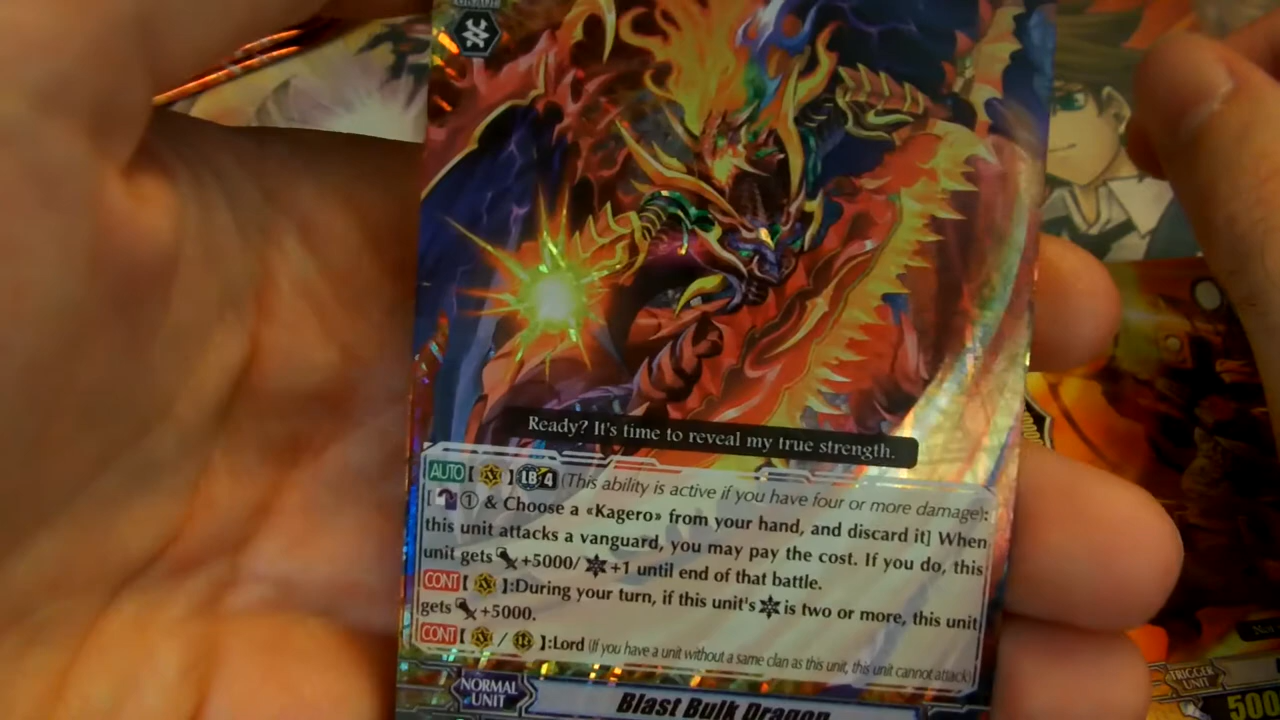 Ready? It's time to reveal my true strength.
AUTO [ ] LB 4 (This ability is active if you have four or more damage):
[ ① & Choose a «Kagero» from your hand, and discard it] When
this unit attacks a vanguard, you may pay the cost. If you do, this
unit gets +5000/ +1 until end of that battle.
CONT [ ]:During your turn, if this unit's is two or more, this unit
gets +5000.
CONT [ / ]:Lord (If you have a unit without a same clan as this unit, this unit cannot attack)
NORMAL
UNIT
Blast Bulk Dragon
TRIGGER
UNIT
500